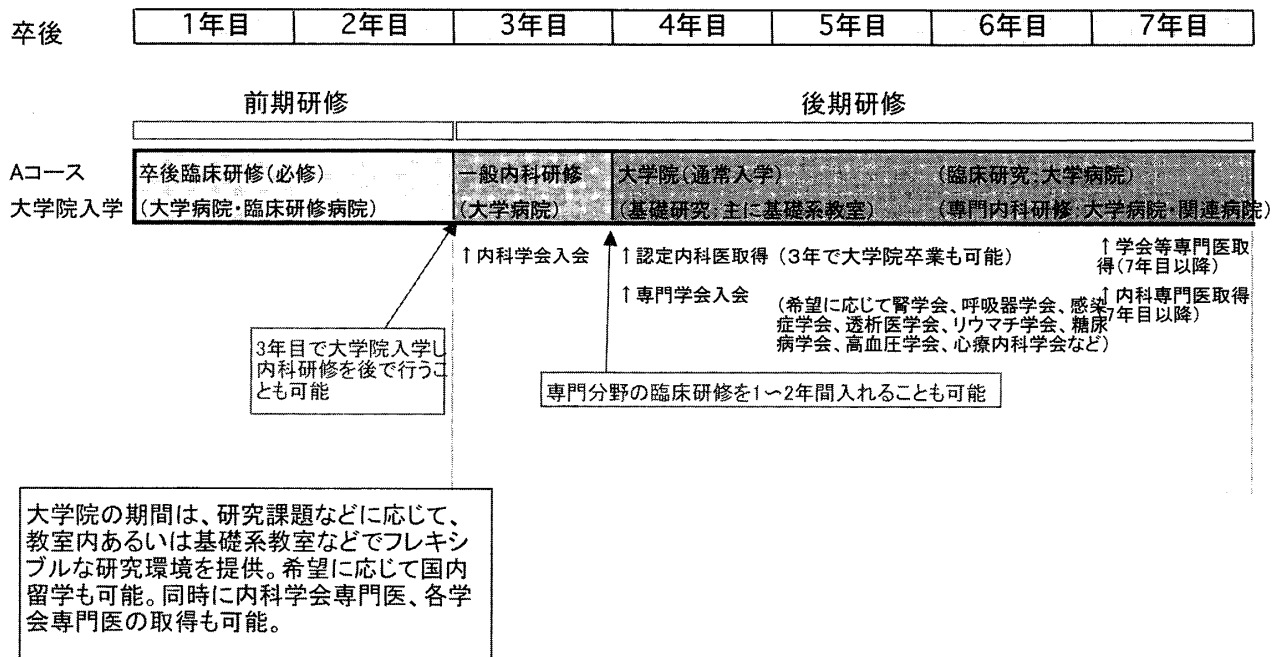 卒後 1年目 2年目 3年目 4年目 5年目 6年目 7年目
前期研修 後期研修
Aコース 卒後臨床研修(必修) 一般内科研修 大学院(通常入学) (臨床研究:大学病院)
大学院入学 (大学病院・臨床研修病院) (大学病院) (基礎研究:主に基礎系教室) (専門内科研修:大学病院・関連病院)
↑内科学会入会 ↑認定内科医取得 (3年で大学院卒業も可能) ↑学会等専門医取
得(7年目以降)
↑専門学会入会 (希望に応じて腎学会、呼吸器学会、感染
症学会、透析医学会、リウマチ学会、糖尿
病学会、高血圧学会、心療内科学会など)
↑内科専門医取得
7年目以降)
3年目で大学院入学し
内科研修を後で行うこ
とも可能
専門分野の臨床研修を1〜2年間入れることも可能
大学院の期間は、研究課題などに応じて、
教室内あるいは基礎系教室などでフレキシ
ブルな研究環境を提供。希望に応じて国内
留学も可能。同時に内科学会専門医、各学
会専門医の取得も可能。